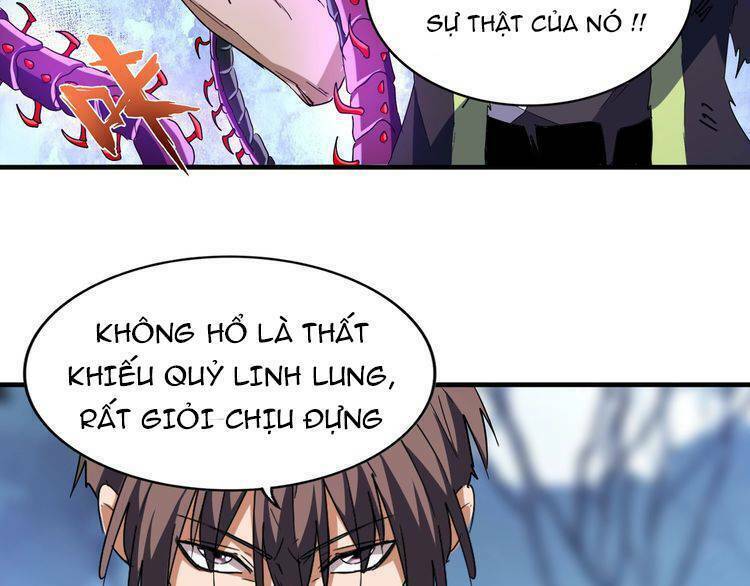 SỰ THẬT CỦA NÓ !!
KHÔNG HỔ LÀ THẤT
KHIẾU QUỶ LINH LUNG,
RẤT GIỎI CHỊU ĐỰNG